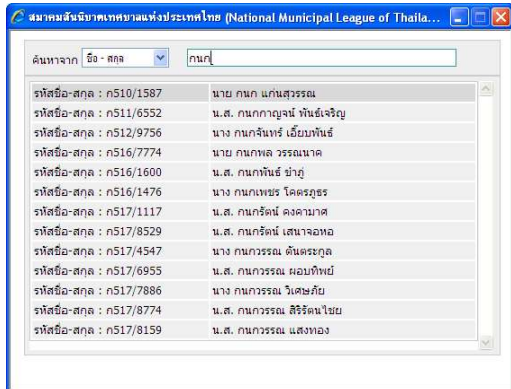 สมาคมสันนิบาตเทศบาลแห่งประเทศไทย (National Municipal League of Thaila...
ค้นหาจาก ชื่อ - สกุล กนก
รหัสชื่อ-สกุล : ก510/1587 นาย กนก แก่นสุวรรณ
รหัสชื่อ-สกุล : ก511/6552 น.ส. กนกกาญจน์ พันธ์เจริญ
รหัสชื่อ-สกุล : ก512/9756 นาง กนกจันทร์ เอี๊ยบพันธ์
รหัสชื่อ-สกุล : ก516/7774 นาย กนกพล วรรณนาค
รหัสชื่อ-สกุล : ก516/1600 น.ส. กนกพันธ์ ขำภู่
รหัสชื่อ-สกุล : ก516/1476 นาง กนกเพชร โคตรภูธร
รหัสชื่อ-สกุล : ก517/1117 น.ส. กนกรัตน์ คงคามาศ
รหัสชื่อ-สกุล : ก517/8529 น.ส. กนกรัตน์ เสนาจอหอ
รหัสชื่อ-สกุล : ก517/4547 นาง กนกวรรณ ตันตระกูล
รหัสชื่อ-สกุล : ก517/6955 น.ส. กนกวรรณ ผอบทิพย์
รหัสชื่อ-สกุล : ก517/7886 นาง กนกวรรณ วิเศษภัย
รหัสชื่อ-สกุล : ก517/8774 น.ส. กนกวรรณ สิริรัตนไชย
รหัสชื่อ-สกุล : ก517/8159 น.ส. กนกวรรณ แสงทอง